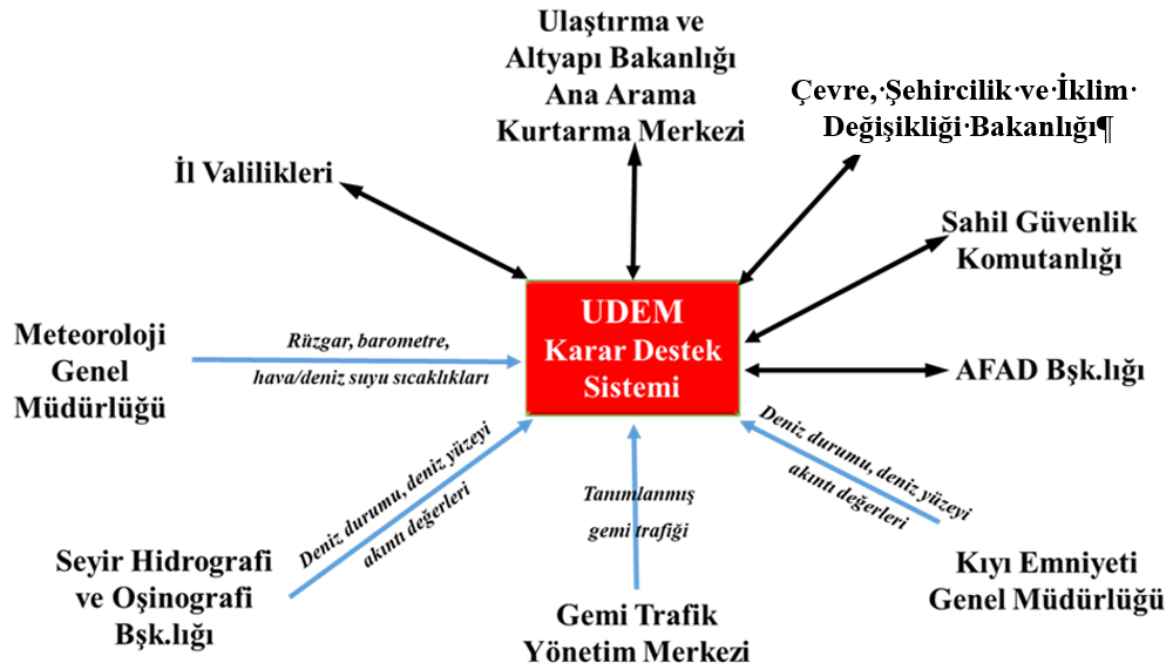 Ulaştırma ve
Altyapı Bakanlığı
Ana Arama
Kurtarma Merkezi
Çevre,·Şehircilik·ve·İklim·
Değişikliği·Bakanlığı¶
İl Valilikleri
Sahil Güvenlik
Komutanlığı
UDEM
Karar Destek
Sistemi
Meteoroloji
Genel
Müdürlüğü
Rüzgar, barometre,
hava/deniz suyu sıcaklıkları
AFAD Bşk.lığı
Deniz durumu, deniz yüzeyi
akıntı değerleri
Tanımlanmış
gemi trafiği
Deniz durumu, deniz yüzeyi
akıntı değerleri
Seyir Hidrografi
ve Oşinografi
Bşk.lığı
Gemi Trafik
Yönetim Merkezi
Kıyı Emniyeti
Genel Müdürlüğü